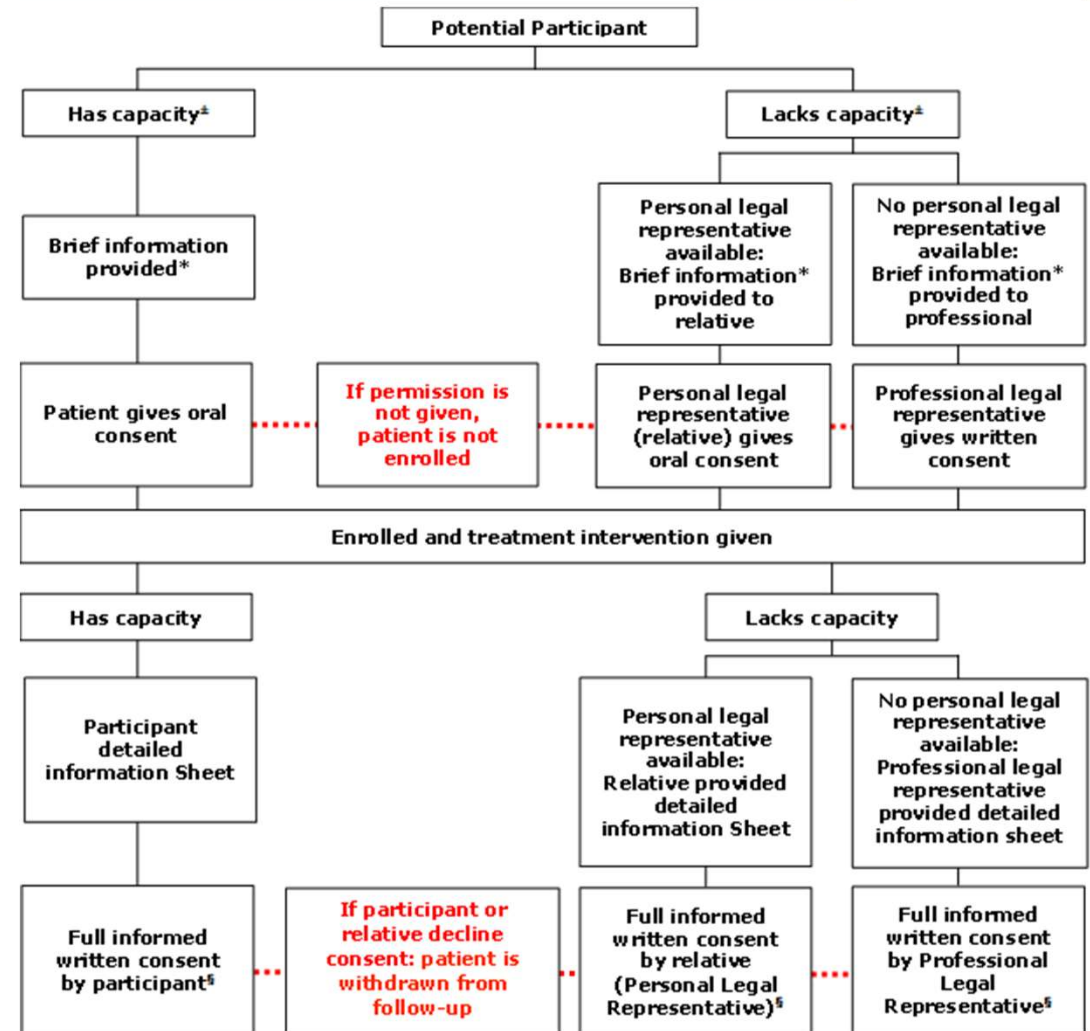 Potential Participant
Has capacity±
Lacks capacity±
Brief information
provided*
Personal legal
representative
available:
Brief information*
provided to
relative
No personal legal
representative
available:
Brief information*
provided to
professional
Patient gives oral
consent
If permission is
not given,
patient is not
enrolled
Personal legal
representative
(relative) gives
oral consent
Professional legal
representative
gives written
consent
Enrolled and treatment intervention given
Has capacity
Lacks capacity
Participant
detailed
information Sheet
Personal legal
representative
available:
Relative provided
detailed
information Sheet
No personal legal
representative
available:
Professional legal
representative
provided detailed
information sheet
Full informed
written consent
by participant§
If participant or
relative decline
consent: patient is
withdrawn from
follow-up
Full informed
written consent
by relative
(Personal Legal
Representative)§
Full informed
written consent
by Professional
Legal
Representative§